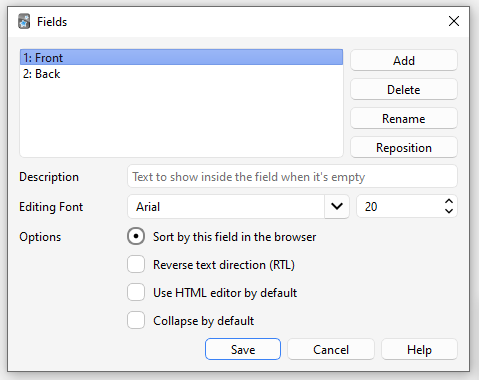 Fields
1: Front
2: Back
Add
Delete
Rename
Reposition
Description
Text to show inside the field when it's empty
Editing Font
Arial
20
Options
Sort by this field in the browser
Reverse text direction (RTL)
Use HTML editor by default
Collapse by default
Save
Cancel
Help